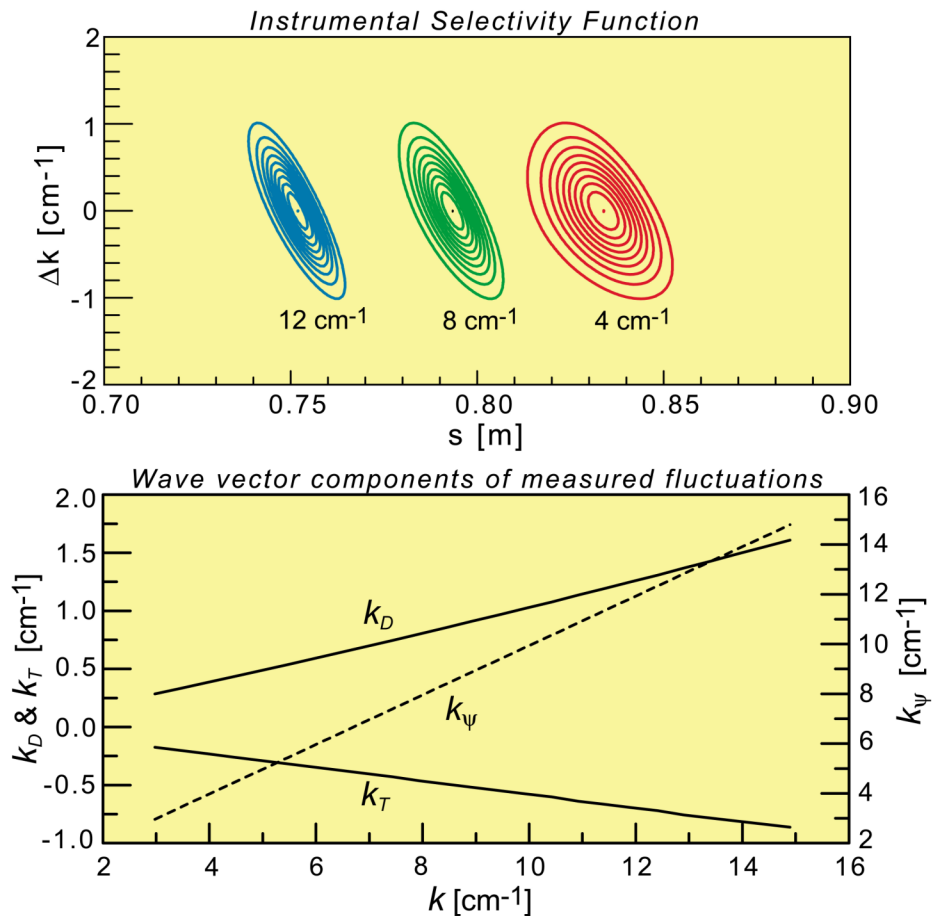 Instrumental Selectivity Function
2
1
0
-1
-2
Δk [cm-1]
12 cm-1
8 cm-1
4 cm-1
0.70
0.75
0.80
0.85
0.90
s [m]
Wave vector components of measured fluctuations
2.0
1.5
1.0
0.5
0.0
-0.5
-1.0
kD & kT [cm-1]
kD
kψ
kT
16
14
12
10
8
6
4
2
kψ [cm-1]
2
4
6
8
10
12
14
16
k [cm-1]